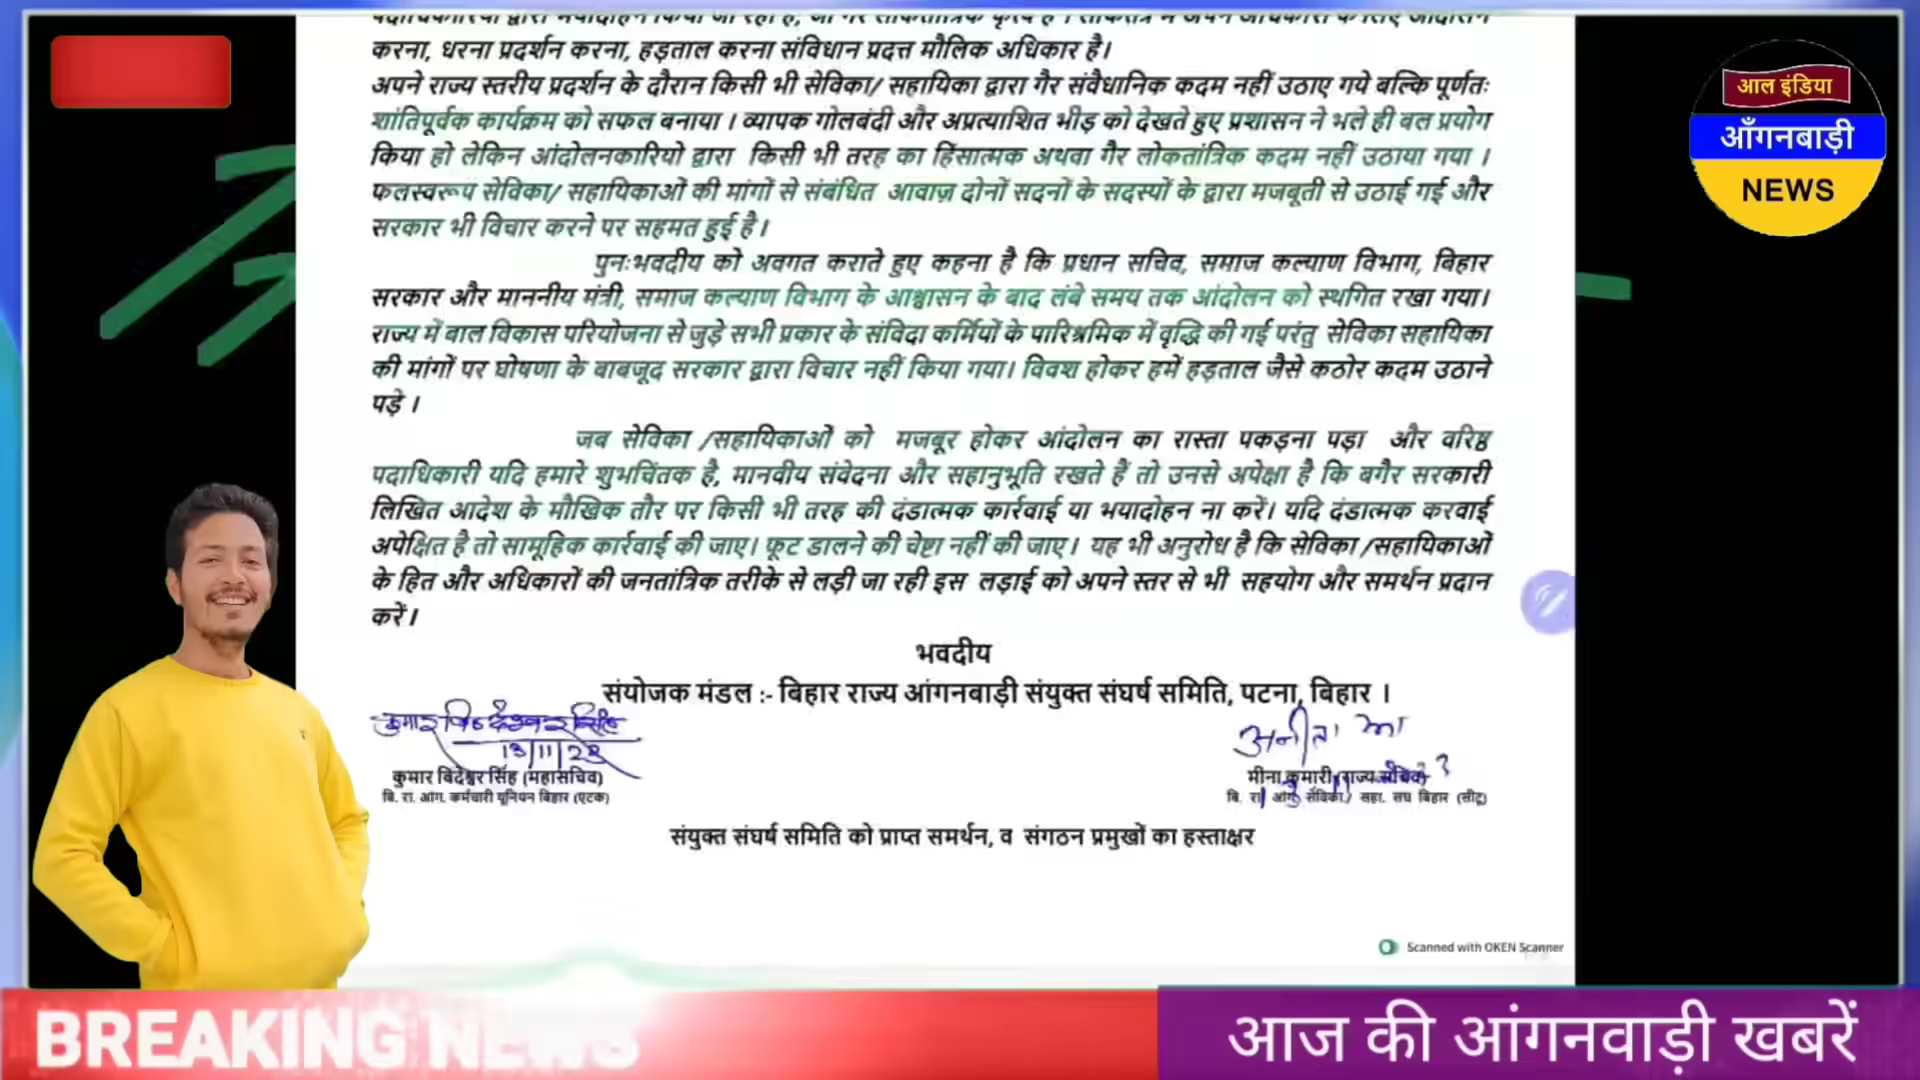 करना, धरना प्रदर्शन करना, हड़ताल करना संविधान प्रदत्त मौलिक अधिकार है।
अपने राज्य स्तरीय प्रदर्शन के दौरान किसी भी सेविका/ सहायिका द्वारा गैर संवैधानिक कदम नहीं उठाए गये बल्कि पूर्णतः
शांतिपूर्वक कार्यक्रम को सफल बनाया । व्यापक गोलबंदी और अप्रत्याशित भीड़ को देखते हुए प्रशासन ने भले ही बल प्रयोग
किया हो लेकिन आंदोलनकारियो द्वारा किसी भी तरह का हिंसात्मक अथवा गैर लोकतांत्रिक कदम नहीं उठाया गया ।
फलस्वरूप सेविका/ सहायिकाओं की मांगों से संबंधित आवाज़ दोनों सदनों के सदस्यों के द्वारा मजबूती से उठाई गई और
सरकार भी विचार करने पर सहमत हुई है ।
पुनःभवदीय को अवगत कराते हुए कहना है कि प्रधान सचिव, समाज कल्याण विभाग, बिहार
सरकार और माननीय मंत्री, समाज कल्याण विभाग के आश्वासन के बाद लंबे समय तक आंदोलन को स्थगित रखा गया।
राज्य में बाल विकास परियोजना से जुड़े सभी प्रकार के संविदा कर्मियों के पारिश्रमिक में वृद्धि की गई परंतु सेविका सहायिका
की मांगों पर घोषणा के बाबजूद सरकार द्वारा विचार नहीं किया गया। विवश होकर हमें हड़ताल जैसे कठोर कदम उठाने
पड़े ।
जब सेविका /सहायिकाओं को मजबूर होकर आंदोलन का रास्ता पकड़ना पड़ा और वरिष्ठ
पदाधिकारी यदि हमारे शुभचिंतक है, मानवीय संवेदना और सहानुभूति रखते हैं तो उनसे अपेक्षा है कि बगैर सरकारी
लिखित आदेश के मौखिक तौर पर किसी भी तरह की दंडात्मक कार्रवाई या भयादोहन ना करें। यदि दंडात्मक करवाई
अपेक्षित है तो सामूहिक कार्रवाई की जाए। फूट डालने की चेष्टा नहीं की जाए। यह भी अनुरोध है कि सेविका /सहायिकाओं
के हित और अधिकारों की जनतांत्रिक तरीके से लड़ी जा रही इस लड़ाई को अपने स्तर से भी सहयोग और समर्थन प्रदान
करें।
भवदीय
संयोजक मंडल :- बिहार राज्य आंगनबाड़ी संयुक्त संघर्ष समिति, पटना, बिहार ।
13/11/23
कुमार बिंदेश्वर सिंह (महासचिव)
बि. रा. आंग. कर्मचारी यूनियन बिहार (एटक)
मीना कुमारी (राज्य सचिव)
बि. रा. आंग. सेविका/ सहा. संघ बिहार (सीटू)
संयुक्त संघर्ष समिति को प्राप्त समर्थन, व संगठन प्रमुखों का हस्ताक्षर
Scanned with OKEN Scanner
आल इंडिया
आँगनबाड़ी
NEWS
BREAKING NEWS
आज की आंगनवाड़ी खबरें